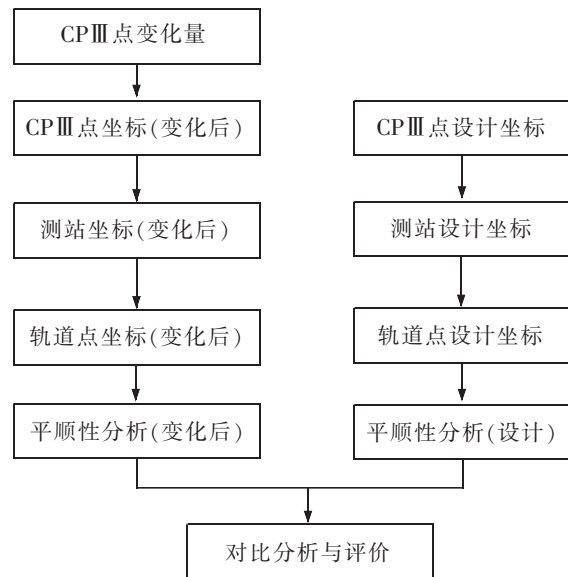 CPⅢ点变化量
CPⅢ点坐标(变化后)
测站坐标(变化后)
轨道点坐标(变化后)
平顺性分析(变化后)
CPⅢ点设计坐标
测站设计坐标
轨道点设计坐标
平顺性分析(设计)
对比分析与评价